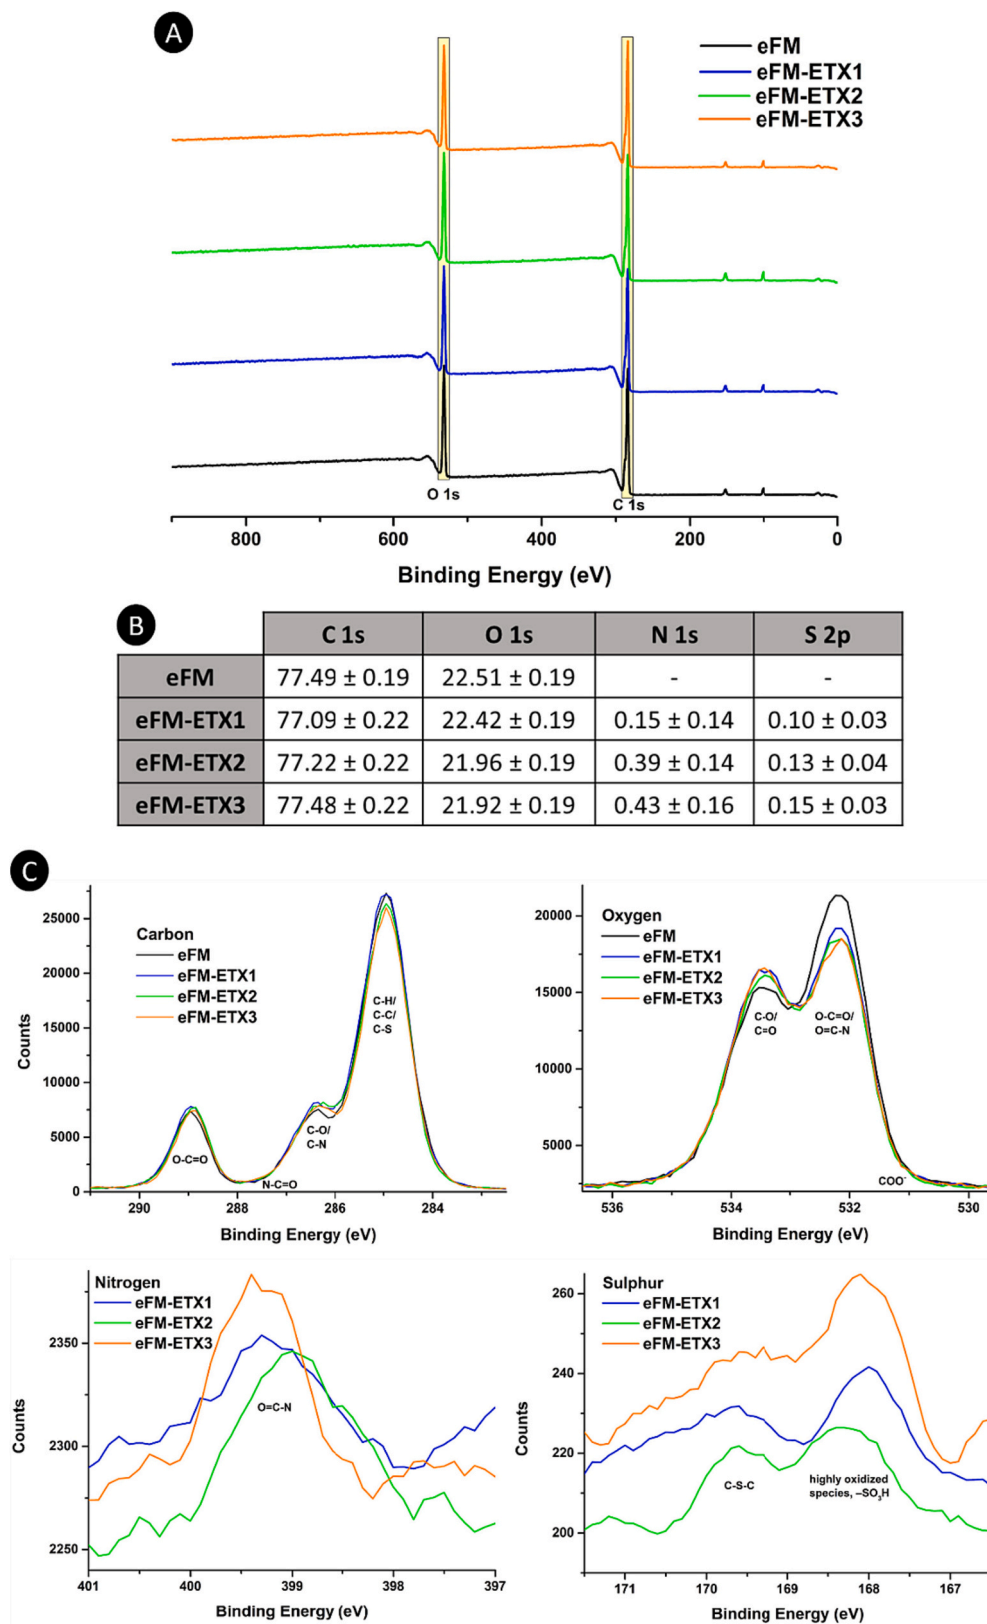 A
eFM
eFM-ETX1
eFM-ETX2
eFM-ETX3
O 1s
C 1s
800 600 400 200 0
Binding Energy (eV)
B
C 1s O 1s N 1s S 2p
eFM 77.49 ± 0.19 22.51 ± 0.19 - -
eFM-ETX1 77.09 ± 0.22 22.42 ± 0.19 0.15 ± 0.14 0.10 ± 0.03
eFM-ETX2 77.22 ± 0.22 21.96 ± 0.19 0.39 ± 0.14 0.13 ± 0.04
eFM-ETX3 77.48 ± 0.22 21.92 ± 0.19 0.43 ± 0.16 0.15 ± 0.03
C
Counts
25000
20000
15000
10000
5000
0
Carbon
eFM
eFM-ETX1
eFM-ETX2
eFM-ETX3
C-H/
C-C/
C-S
C-O/
C-N
O-C=O
N-C=O
290 288 286 284
Binding Energy (eV)
Counts
20000
15000
10000
5000
Oxygen
eFM
eFM-ETX1
eFM-ETX2
eFM-ETX3
C-O/
C=O
O-C=O/
O=C-N
COO⁻
536 534 532 530
Binding Energy (eV)
Counts
2350
2300
2250
Nitrogen
eFM-ETX1
eFM-ETX2
eFM-ETX3
O=C-N
401 400 399 398 397
Binding Energy (eV)
Counts
260
240
220
200
Sulphur
eFM-ETX1
eFM-ETX2
eFM-ETX3
C-S-C
highly oxidized
species, –SO₃H
171 170 169 168 167
Binding Energy (eV)